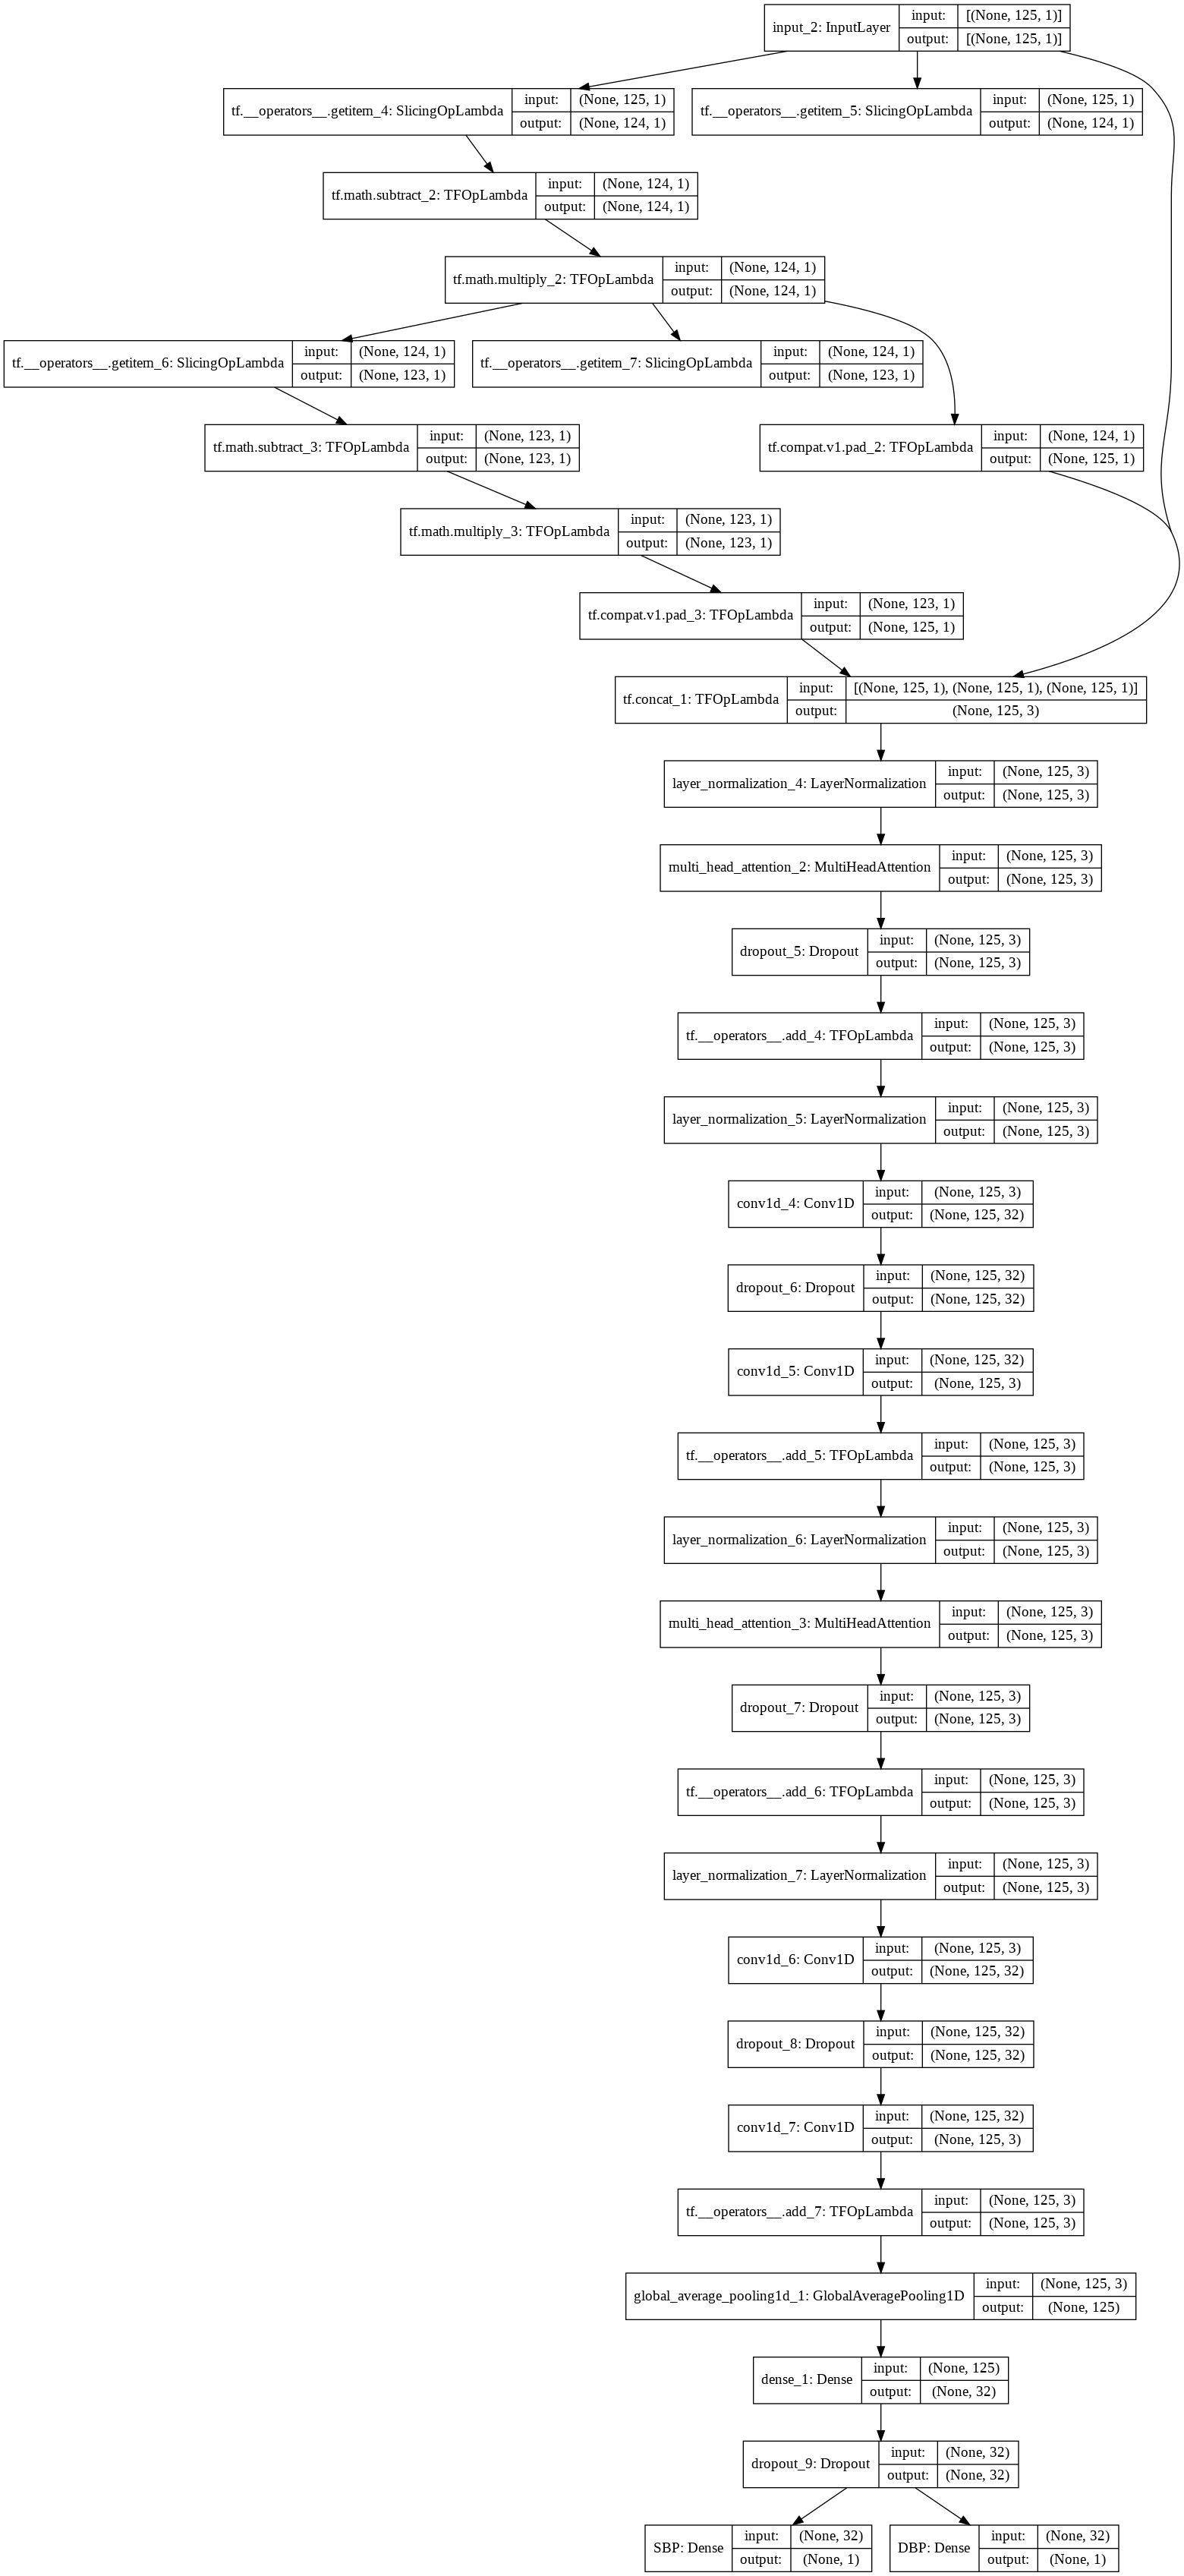 input_2: InputLayer
input: [(None, 125, 1)]
output: [(None, 125, 1)]
tf.__operators__.getitem_4: SlicingOpLambda
input: (None, 125, 1)
output: (None, 124, 1)
tf.__operators__.getitem_5: SlicingOpLambda
input: (None, 125, 1)
output: (None, 124, 1)
tf.math.subtract_2: TFOpLambda
input: (None, 124, 1)
output: (None, 124, 1)
tf.math.multiply_2: TFOpLambda
input: (None, 124, 1)
output: (None, 124, 1)
tf.__operators__.getitem_6: SlicingOpLambda
input: (None, 124, 1)
output: (None, 123, 1)
tf.__operators__.getitem_7: SlicingOpLambda
input: (None, 124, 1)
output: (None, 123, 1)
tf.math.subtract_3: TFOpLambda
input: (None, 123, 1)
output: (None, 123, 1)
tf.compat.v1.pad_2: TFOpLambda
input: (None, 124, 1)
output: (None, 125, 1)
tf.math.multiply_3: TFOpLambda
input: (None, 123, 1)
output: (None, 123, 1)
tf.compat.v1.pad_3: TFOpLambda
input: (None, 123, 1)
output: (None, 125, 1)
tf.concat_1: TFOpLambda
input: [(None, 125, 1), (None, 125, 1), (None, 125, 1)]
output: (None, 125, 3)
layer_normalization_4: LayerNormalization
input: (None, 125, 3)
output: (None, 125, 3)
multi_head_attention_2: MultiHeadAttention
input: (None, 125, 3)
output: (None, 125, 3)
dropout_5: Dropout
input: (None, 125, 3)
output: (None, 125, 3)
tf.__operators__.add_4: TFOpLambda
input: (None, 125, 3)
output: (None, 125, 3)
layer_normalization_5: LayerNormalization
input: (None, 125, 3)
output: (None, 125, 3)
conv1d_4: Conv1D
input: (None, 125, 3)
output: (None, 125, 32)
dropout_6: Dropout
input: (None, 125, 32)
output: (None, 125, 32)
conv1d_5: Conv1D
input: (None, 125, 32)
output: (None, 125, 3)
tf.__operators__.add_5: TFOpLambda
input: (None, 125, 3)
output: (None, 125, 3)
layer_normalization_6: LayerNormalization
input: (None, 125, 3)
output: (None, 125, 3)
multi_head_attention_3: MultiHeadAttention
input: (None, 125, 3)
output: (None, 125, 3)
dropout_7: Dropout
input: (None, 125, 3)
output: (None, 125, 3)
tf.__operators__.add_6: TFOpLambda
input: (None, 125, 3)
output: (None, 125, 3)
layer_normalization_7: LayerNormalization
input: (None, 125, 3)
output: (None, 125, 3)
conv1d_6: Conv1D
input: (None, 125, 3)
output: (None, 125, 32)
dropout_8: Dropout
input: (None, 125, 32)
output: (None, 125, 32)
conv1d_7: Conv1D
input: (None, 125, 32)
output: (None, 125, 3)
tf.__operators__.add_7: TFOpLambda
input: (None, 125, 3)
output: (None, 125, 3)
global_average_pooling1d_1: GlobalAveragePooling1D
input: (None, 125, 3)
output: (None, 125)
dense_1: Dense
input: (None, 125)
output: (None, 32)
dropout_9: Dropout
input: (None, 32)
output: (None, 32)
SBP: Dense
input: (None, 32)
output: (None, 1)
DBP: Dense
input: (None, 32)
output: (None, 1)